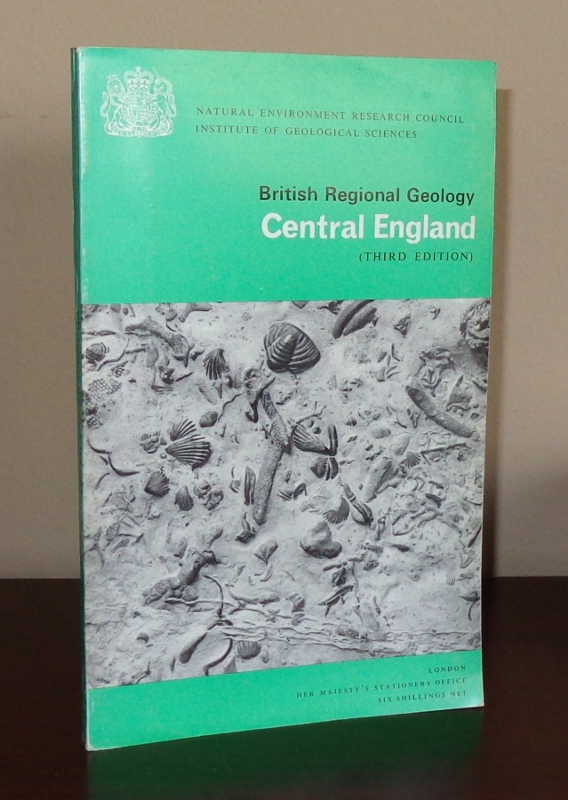 NATURAL ENVIRONMENT RESEARCH COUNCIL
INSTITUTE OF GEOLOGICAL SCIENCES
British Regional Geology
Central England
(THIRD EDITION)
LONDON
HER MAJESTY'S STATIONERY OFFICE
SIX SHILLINGS NET